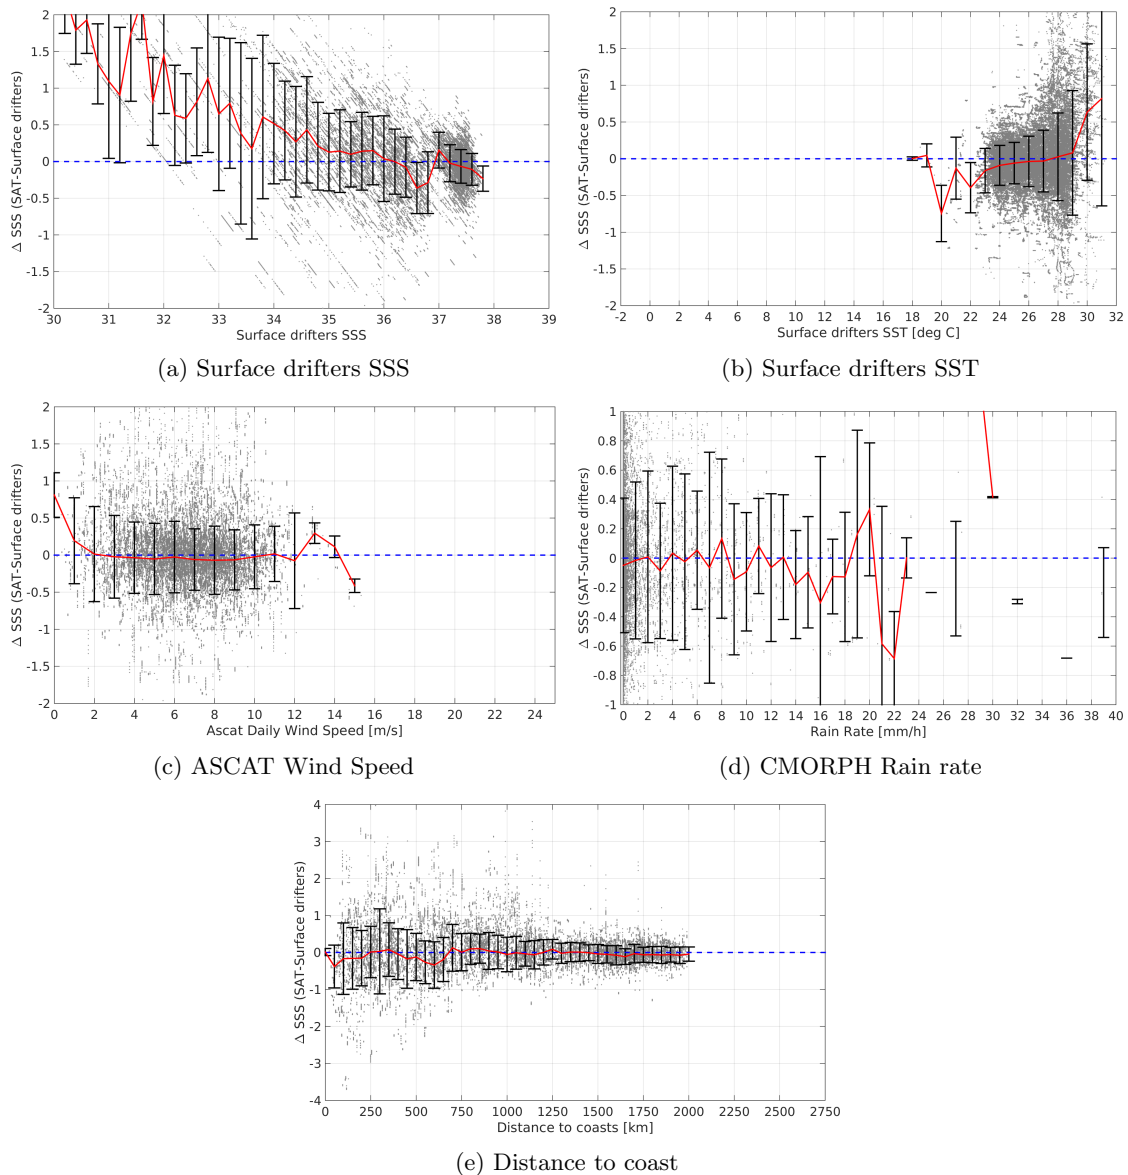 2
1.5
1
0.5
0
-0.5
-1
-1.5
-2
Δ SSS (SAT-Surface drifters)
30 31 32 33 34 35 36 37 38 39
Surface drifters SSS
(a) Surface drifters SSS
2
1.5
1
0.5
0
-0.5
-1
-1.5
-2
Δ SSS (SAT-Surface drifters)
-2 0 2 4 6 8 10 12 14 16 18 20 22 24 26 28 30 32
Surface drifters SST [deg C]
(b) Surface drifters SST
2
1.5
1
0.5
0
-0.5
-1
-1.5
-2
Δ SSS (SAT-Surface drifters)
0 2 4 6 8 10 12 14 16 18 20 22 24
Ascat Daily Wind Speed [m/s]
(c) ASCAT Wind Speed
1
0.8
0.6
0.4
0.2
0
-0.2
-0.4
-0.6
-0.8
-1
Δ SSS (SAT-Surface drifters)
0 2 4 6 8 10 12 14 16 18 20 22 24 26 28 30 32 34 36 38 40
Rain Rate [mm/h]
(d) CMORPH Rain rate
4
3
2
1
0
-1
-2
-3
-4
Δ SSS (SAT-Surface drifters)
0 250 500 750 1000 1250 1500 1750 2000 2250 2500 2750
Distance to coasts [km]
(e) Distance to coast